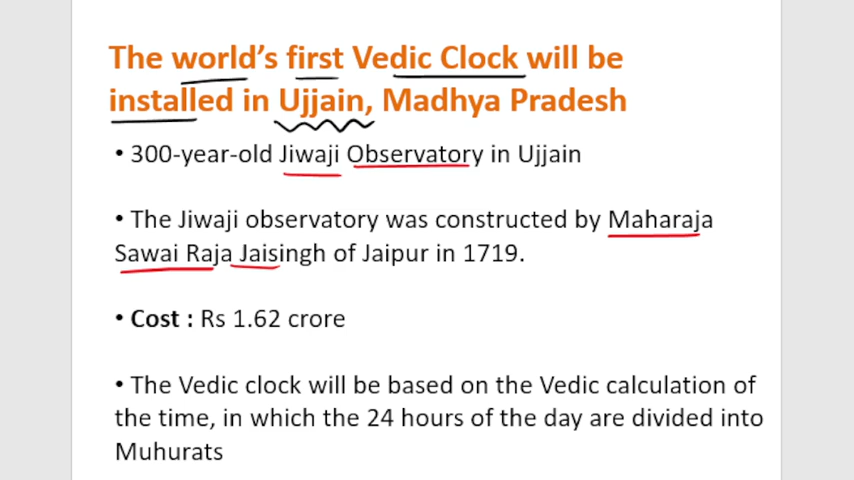 The world's first Vedic Clock will be
installed in Ujjain, Madhya Pradesh
• 300-year-old Jiwaji Observatory in Ujjain
• The Jiwaji observatory was constructed by Maharaja
Sawai Raja Jaisingh of Jaipur in 1719.
• Cost : Rs 1.62 crore
• The Vedic clock will be based on the Vedic calculation of
the time, in which the 24 hours of the day are divided into
Muhurats